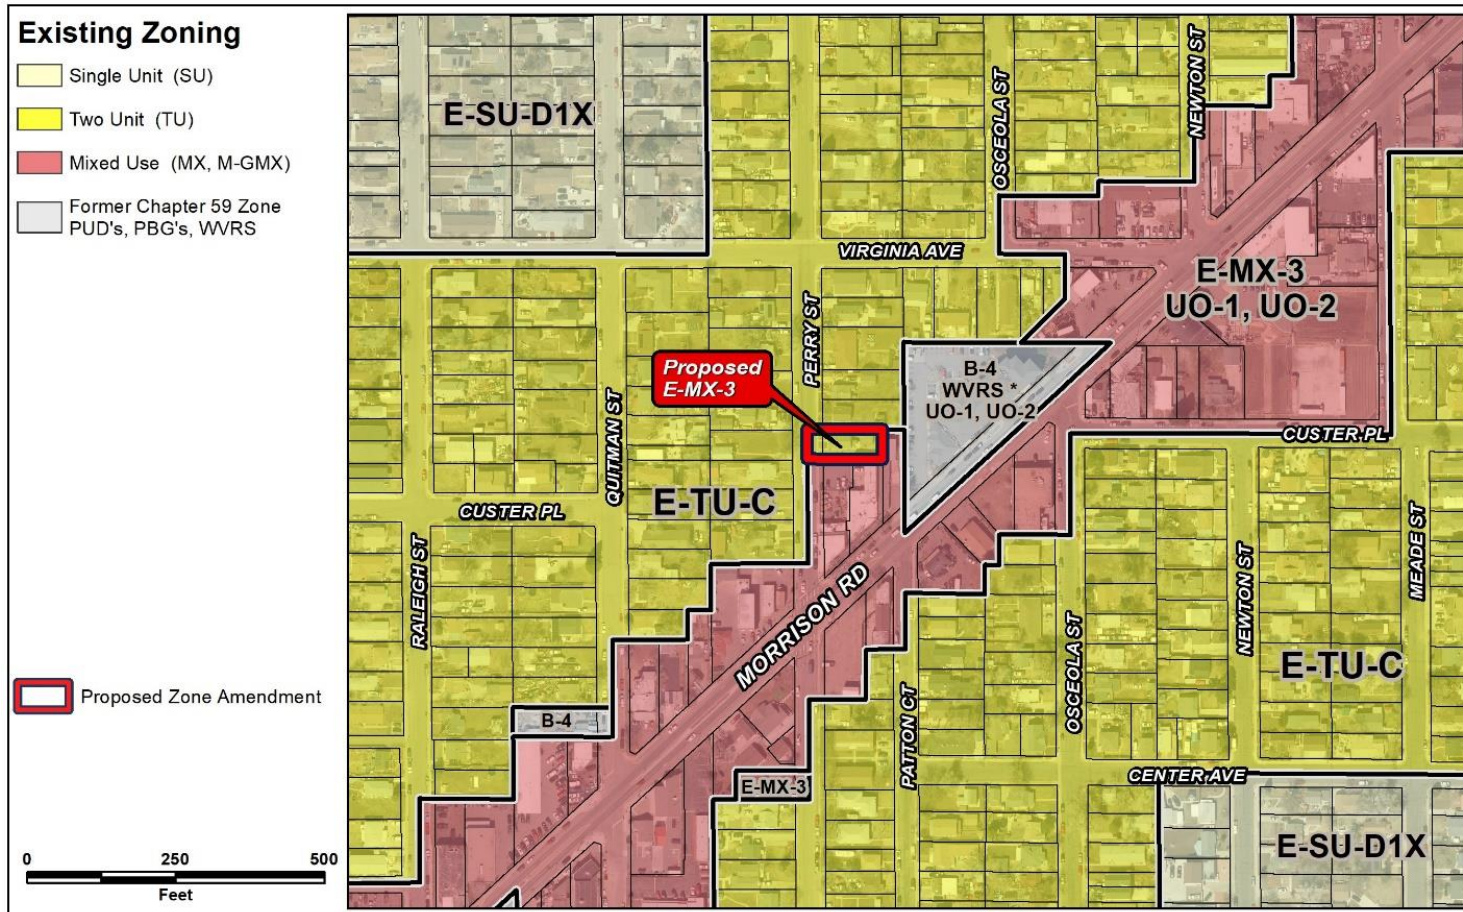 Existing Zoning
Single Unit (SU)
Two Unit (TU)
Mixed Use (MX, M-GMX)
Former Chapter 59 Zone
PUD's, PBG's, WVRS
Proposed Zone Amendment
0 250 500
Feet
E-SU-D1X
OSCEOLA ST
NEWTON ST
VIRGINIA AVE
E-MX-3
UO-1, UO-2
PERRY ST
Proposed
E-MX-3
B-4
WVRS *
UO-1, UO-2
QUITMAN ST
CUSTER PL
E-TU-C
CUSTER PL
RALEIGH ST
MORRISON RD
MEADE ST
NEWTON ST
OSCEOLA ST
PATTON CT
E-TU-C
B-4
E-MX-3
CENTER AVE
E-SU-D1X